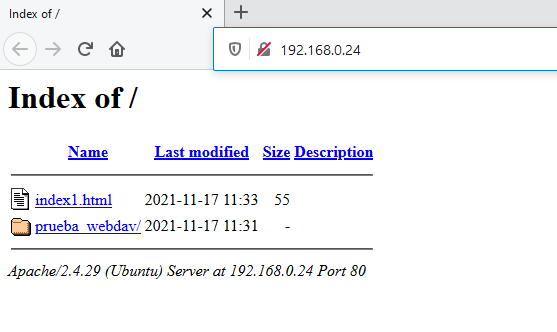 Index of /
192.168.0.24
Index of /
Name Last modified Size Description
index1.html 2021-11-17 11:33 55
prueba_webdav/ 2021-11-17 11:31 -
Apache/2.4.29 (Ubuntu) Server at 192.168.0.24 Port 80